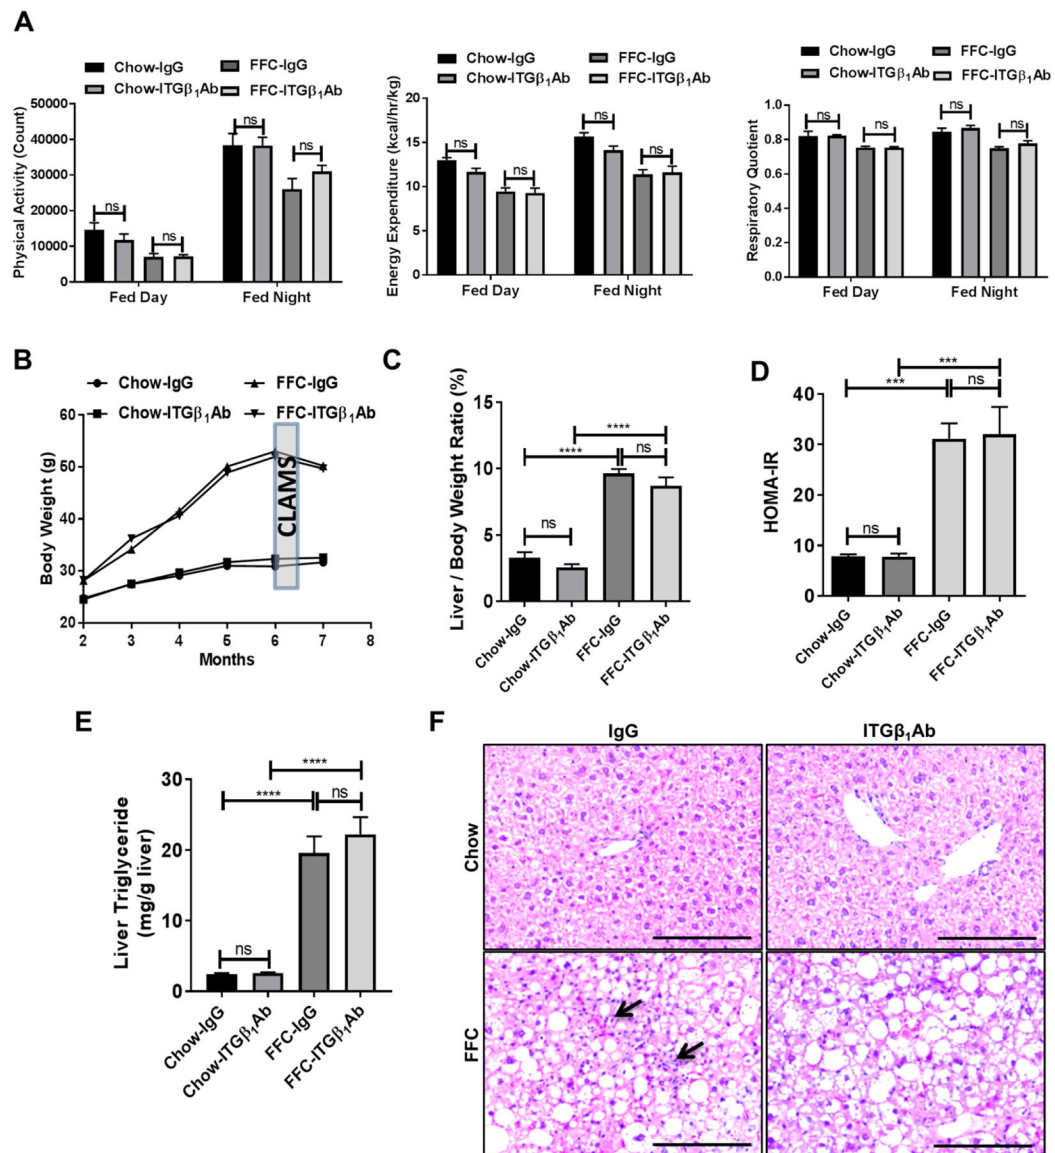 A
Chow-IgG FFC-IgG
Chow-ITGβ₁Ab FFC-ITGβ₁Ab
Physical Activity (Count)
50000
40000
30000
20000
10000
0
ns ns ns ns
Fed Day Fed Night
Chow-IgG FFC-IgG
Chow-ITGβ₁Ab FFC-ITGβ₁Ab
Energy Expenditure (kcal/hr/kg)
20
15
10
5
0
ns ns ns ns
Fed Day Fed Night
Chow-IgG FFC-IgG
Chow-ITGβ₁Ab FFC-ITGβ₁Ab
Respiratory Quotient
1.0
0.8
0.6
0.4
0.2
0.0
ns ns ns ns
Fed Day Fed Night
B
Chow-IgG FFC-IgG
Chow-ITGβ₁Ab FFC-ITGβ₁Ab
Body Weight (g)
60
50
40
30
20
CLAMS
2 3 4 5 6 7 8
Months
C
Liver / Body Weight Ratio (%)
15
10
5
0
****
**** ns
ns
Chow-IgG
Chow-ITGβ₁Ab
FFC-IgG
FFC-ITGβ₁Ab
D
HOMA-IR
40
30
20
10
0
***
*** ns
ns
Chow-IgG
Chow-ITGβ₁Ab
FFC-IgG
FFC-ITGβ₁Ab
E
Liver Triglyceride
(mg/g liver)
30
20
10
0
****
**** ns
ns
Chow-IgG
Chow-ITGβ₁Ab
FFC-IgG
FFC-ITGβ₁Ab
F
IgG ITGβ₁Ab
Chow
FFC